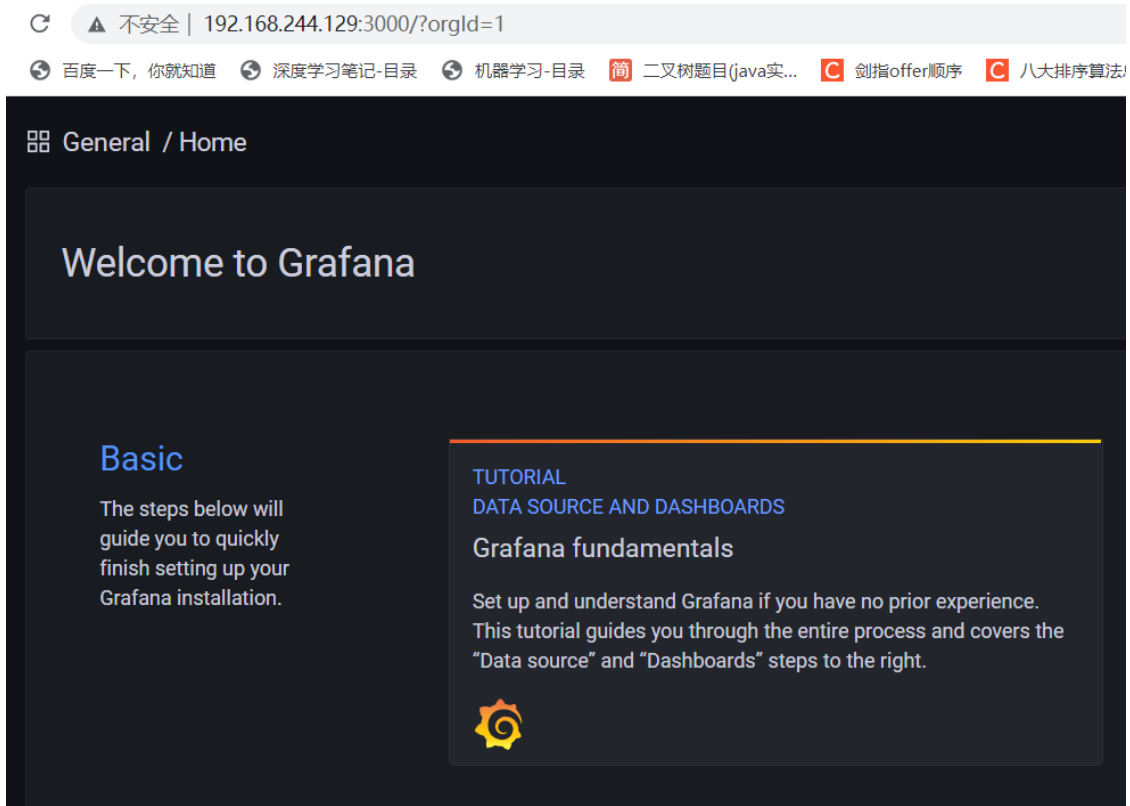 不安全 | 192.168.244.129:3000/?orgId=1
百度一下，你就知道 深度学习笔记-目录 机器学习-目录 简 二叉树题目(java实... C 剑指offer顺序 C 八大排序算法
General / Home
Welcome to Grafana
Basic
The steps below will
guide you to quickly
finish setting up your
Grafana installation.
TUTORIAL
DATA SOURCE AND DASHBOARDS
Grafana fundamentals
Set up and understand Grafana if you have no prior experience.
This tutorial guides you through the entire process and covers the
“Data source” and “Dashboards” steps to the right.